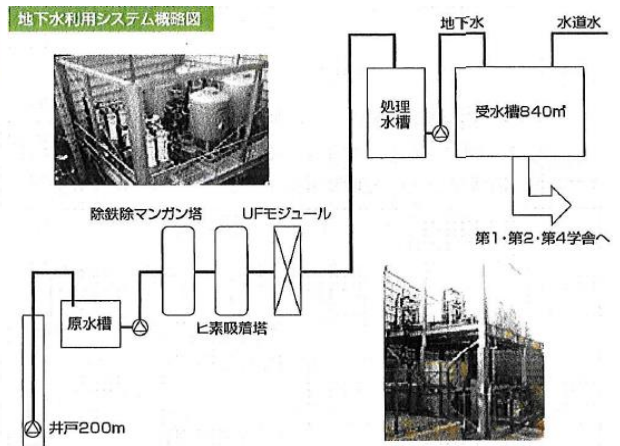 地下水利用システム概略図
地下水
水道水
処理
水槽
受水槽840㎥
除鉄除マンガン塔
UFモジュール
第1・第2・第4学舎へ
原水槽
ヒ素吸着塔
井戸200m